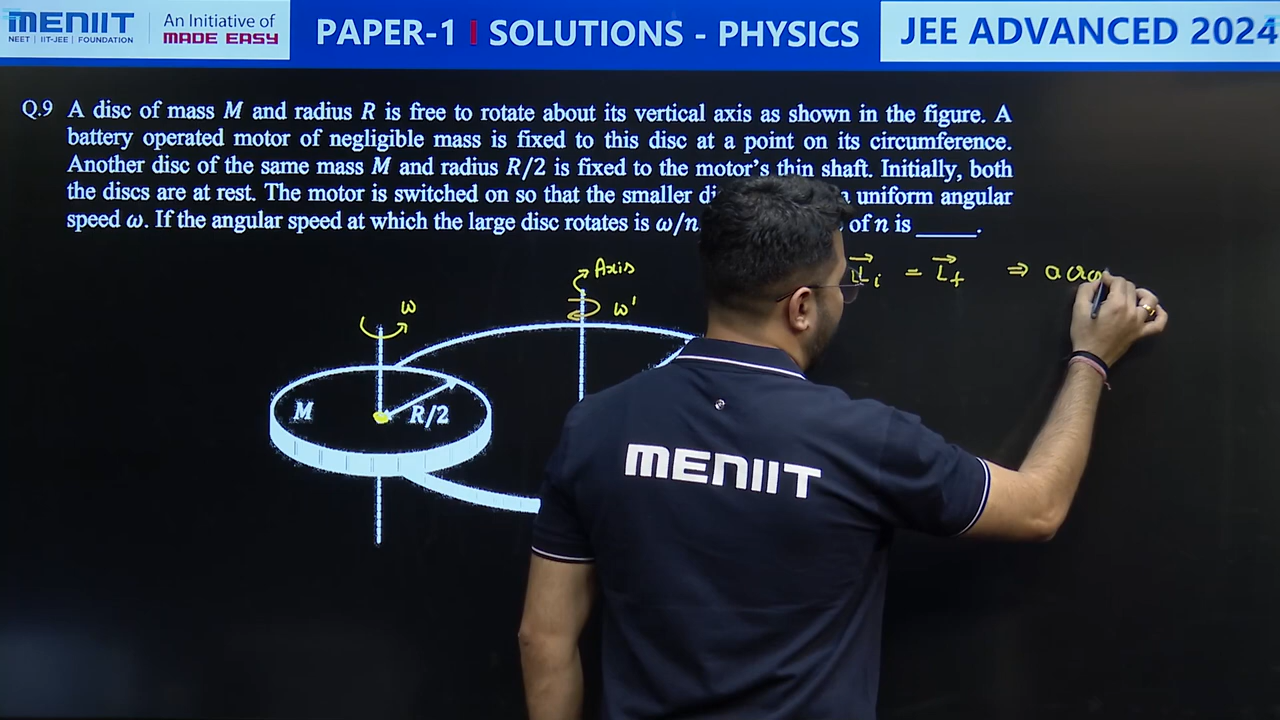 MENIIT
NEET | IIT-JEE | FOUNDATION
An Initiative of
MADE EASY
PAPER-1 | SOLUTIONS - PHYSICS
JEE ADVANCED 2024
Q.9 A disc of mass M and radius R is free to rotate about its vertical axis as shown in the figure. A
battery operated motor of negligible mass is fixed to this disc at a point on its circumference.
Another disc of the same mass M and radius R/2 is fixed to the motor's thin shaft. Initially, both
the discs are at rest. The motor is switched on so that the smaller uniform angular
speed ω. If the angular speed at which the large disc rotates is ω/n of n is _____.
Axis
ω
ω'
= L⃗f ⇒
M
R/2
MENIIT